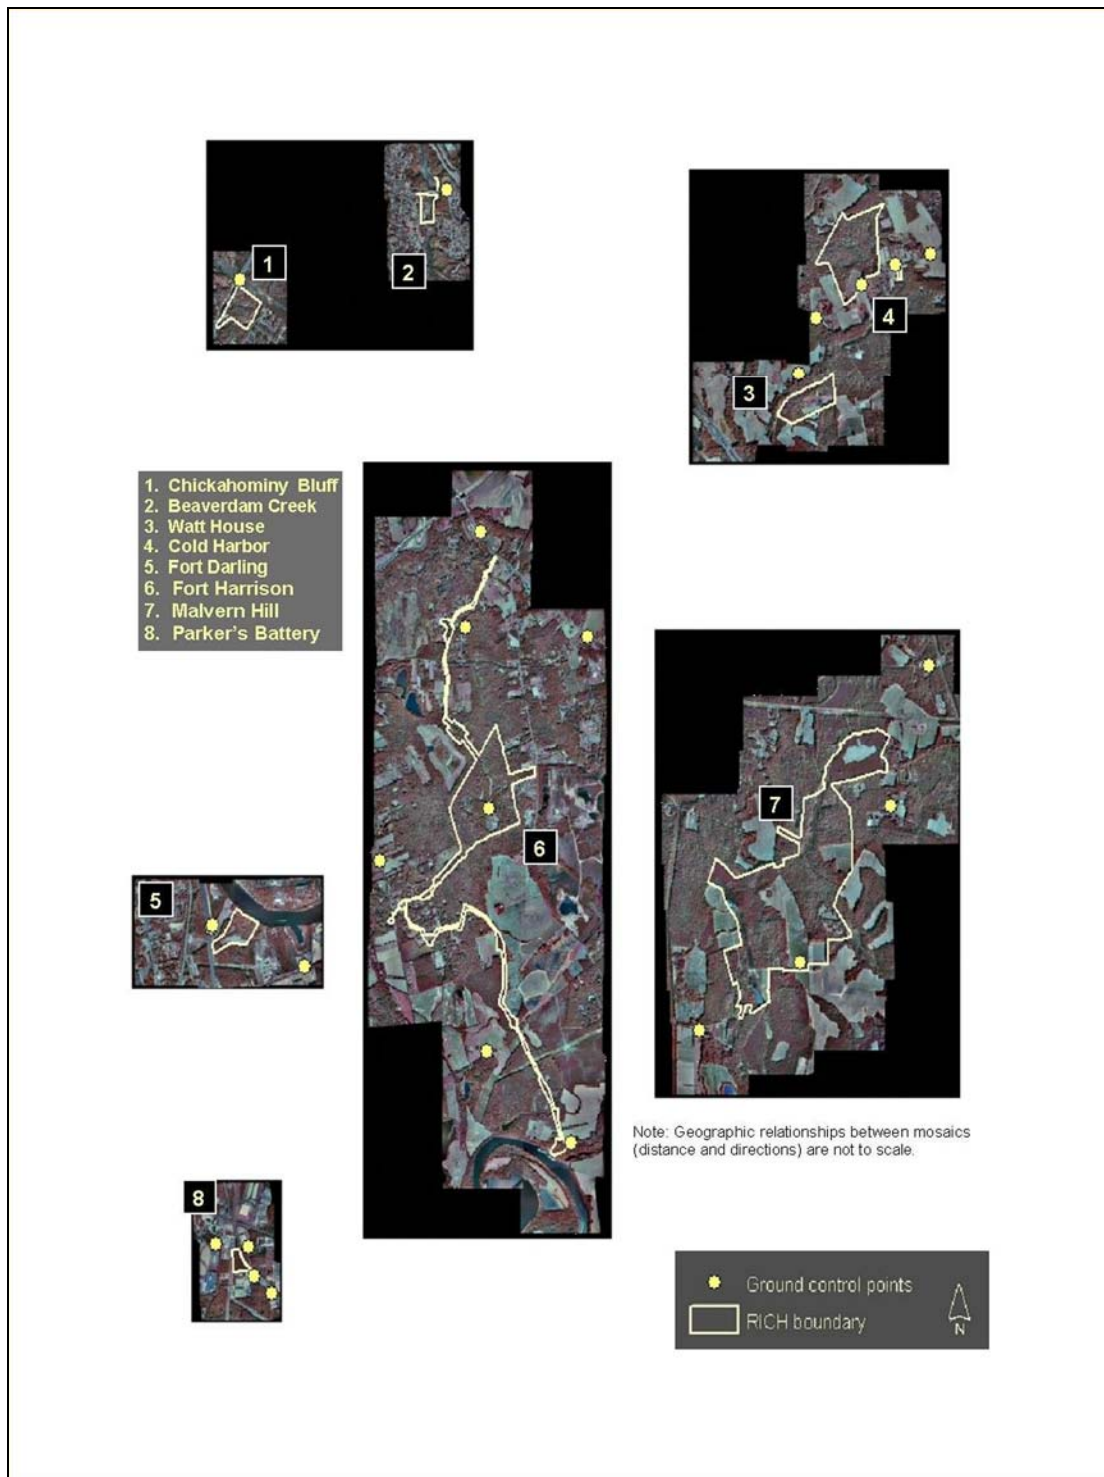 1
2
3
4
1. Chickahominy Bluff
2. Beaverdam Creek
3. Watt House
4. Cold Harbor
5. Fort Darling
6. Fort Harrison
7. Malvern Hill
8. Parker's Battery
5
6
7
8
Note: Geographic relationships between mosaics
(distance and directions) are not to scale.
Ground control points
RICH boundary
N